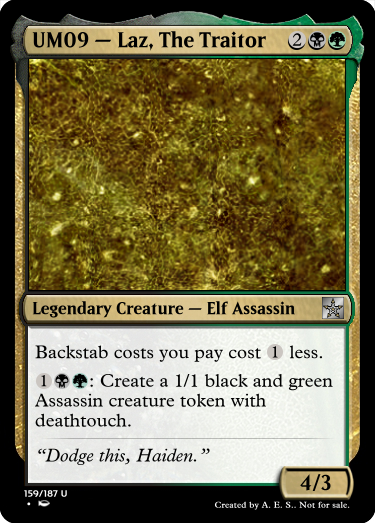 UM09 — Laz, The Traitor 2
Legendary Creature — Elf Assassin
Backstab costs you pay cost 1 less.
1: Create a 1/1 black and green
Assassin creature token with
deathtouch.
“Dodge this, Haiden.”
4/3
159/187 U
Created by A. E. S.. Not for sale.